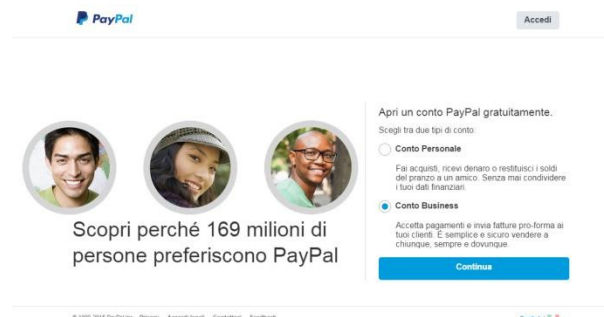 PayPal
Accedi
Apri un conto PayPal gratuitamente.
Scegli tra due tipi di conto:
Conto Personale
Fai acquisti, ricevi denaro o restituisci i soldi
del pranzo a un amico. Senza mai condividere
i tuoi dati finanziari.
Conto Business
Accetta pagamenti e invia fatture pro-forma ai
tuoi clienti. È semplice e sicuro vendere a
chiunque, sempre e dovunque.
Continua
Scopri perché 169 milioni di
persone preferiscono PayPal